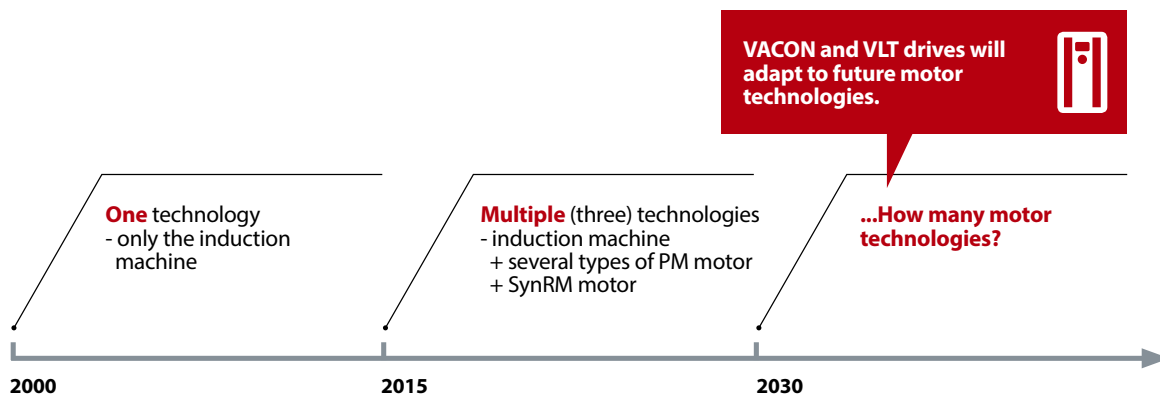 VACON and VLT drives will
adapt to future motor
technologies.
One technology
- only the induction
machine
Multiple (three) technologies
- induction machine
+ several types of PM motor
+ SynRM motor
...How many motor
technologies?
2000
2015
2030